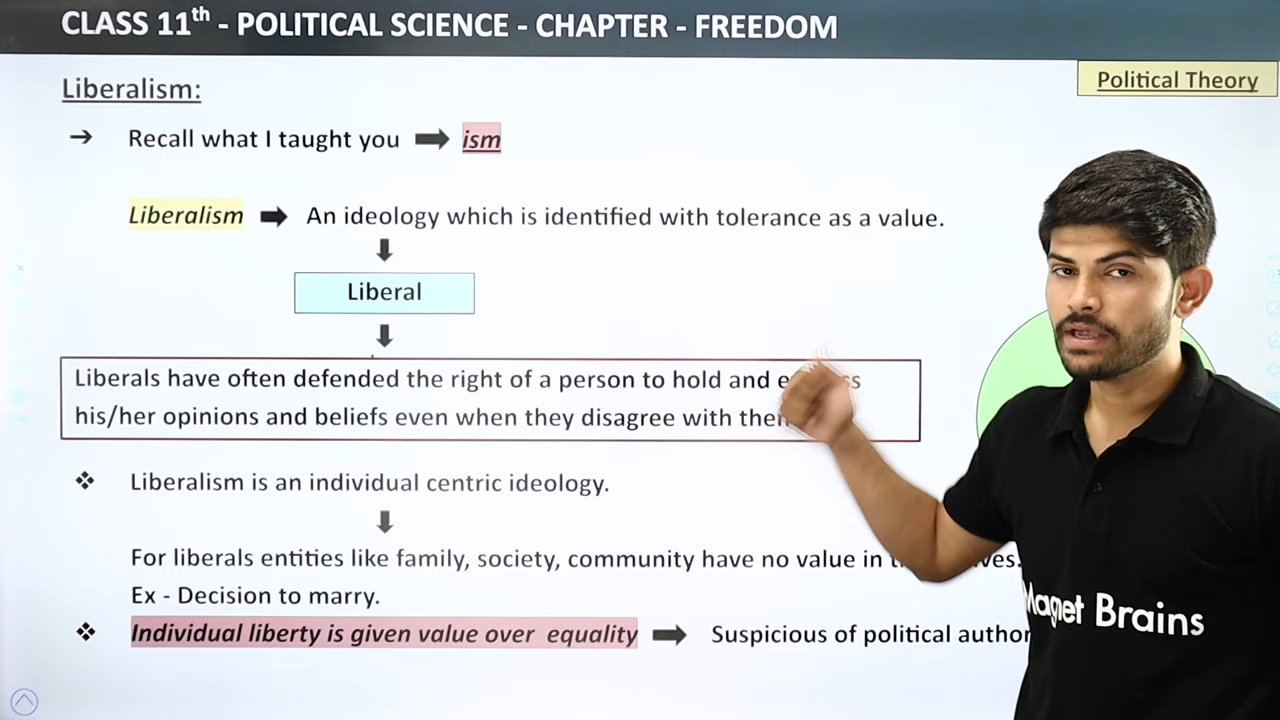 CLASS 11th - POLITICAL SCIENCE - CHAPTER - FREEDOM
Political Theory
Liberalism:
→ Recall what I taught you ➡ ism
Liberalism ➡ An ideology which is identified with tolerance as a value.
Liberal
Liberals have often defended the right of a person to hold and
his/her opinions and beliefs even when they disagree with
❖ Liberalism is an individual centric ideology.
For liberals entities like family, society, community have no value in
Ex - Decision to marry.
❖ Individual liberty is given value over equality ➡ Suspicious of political
Magnet Brains